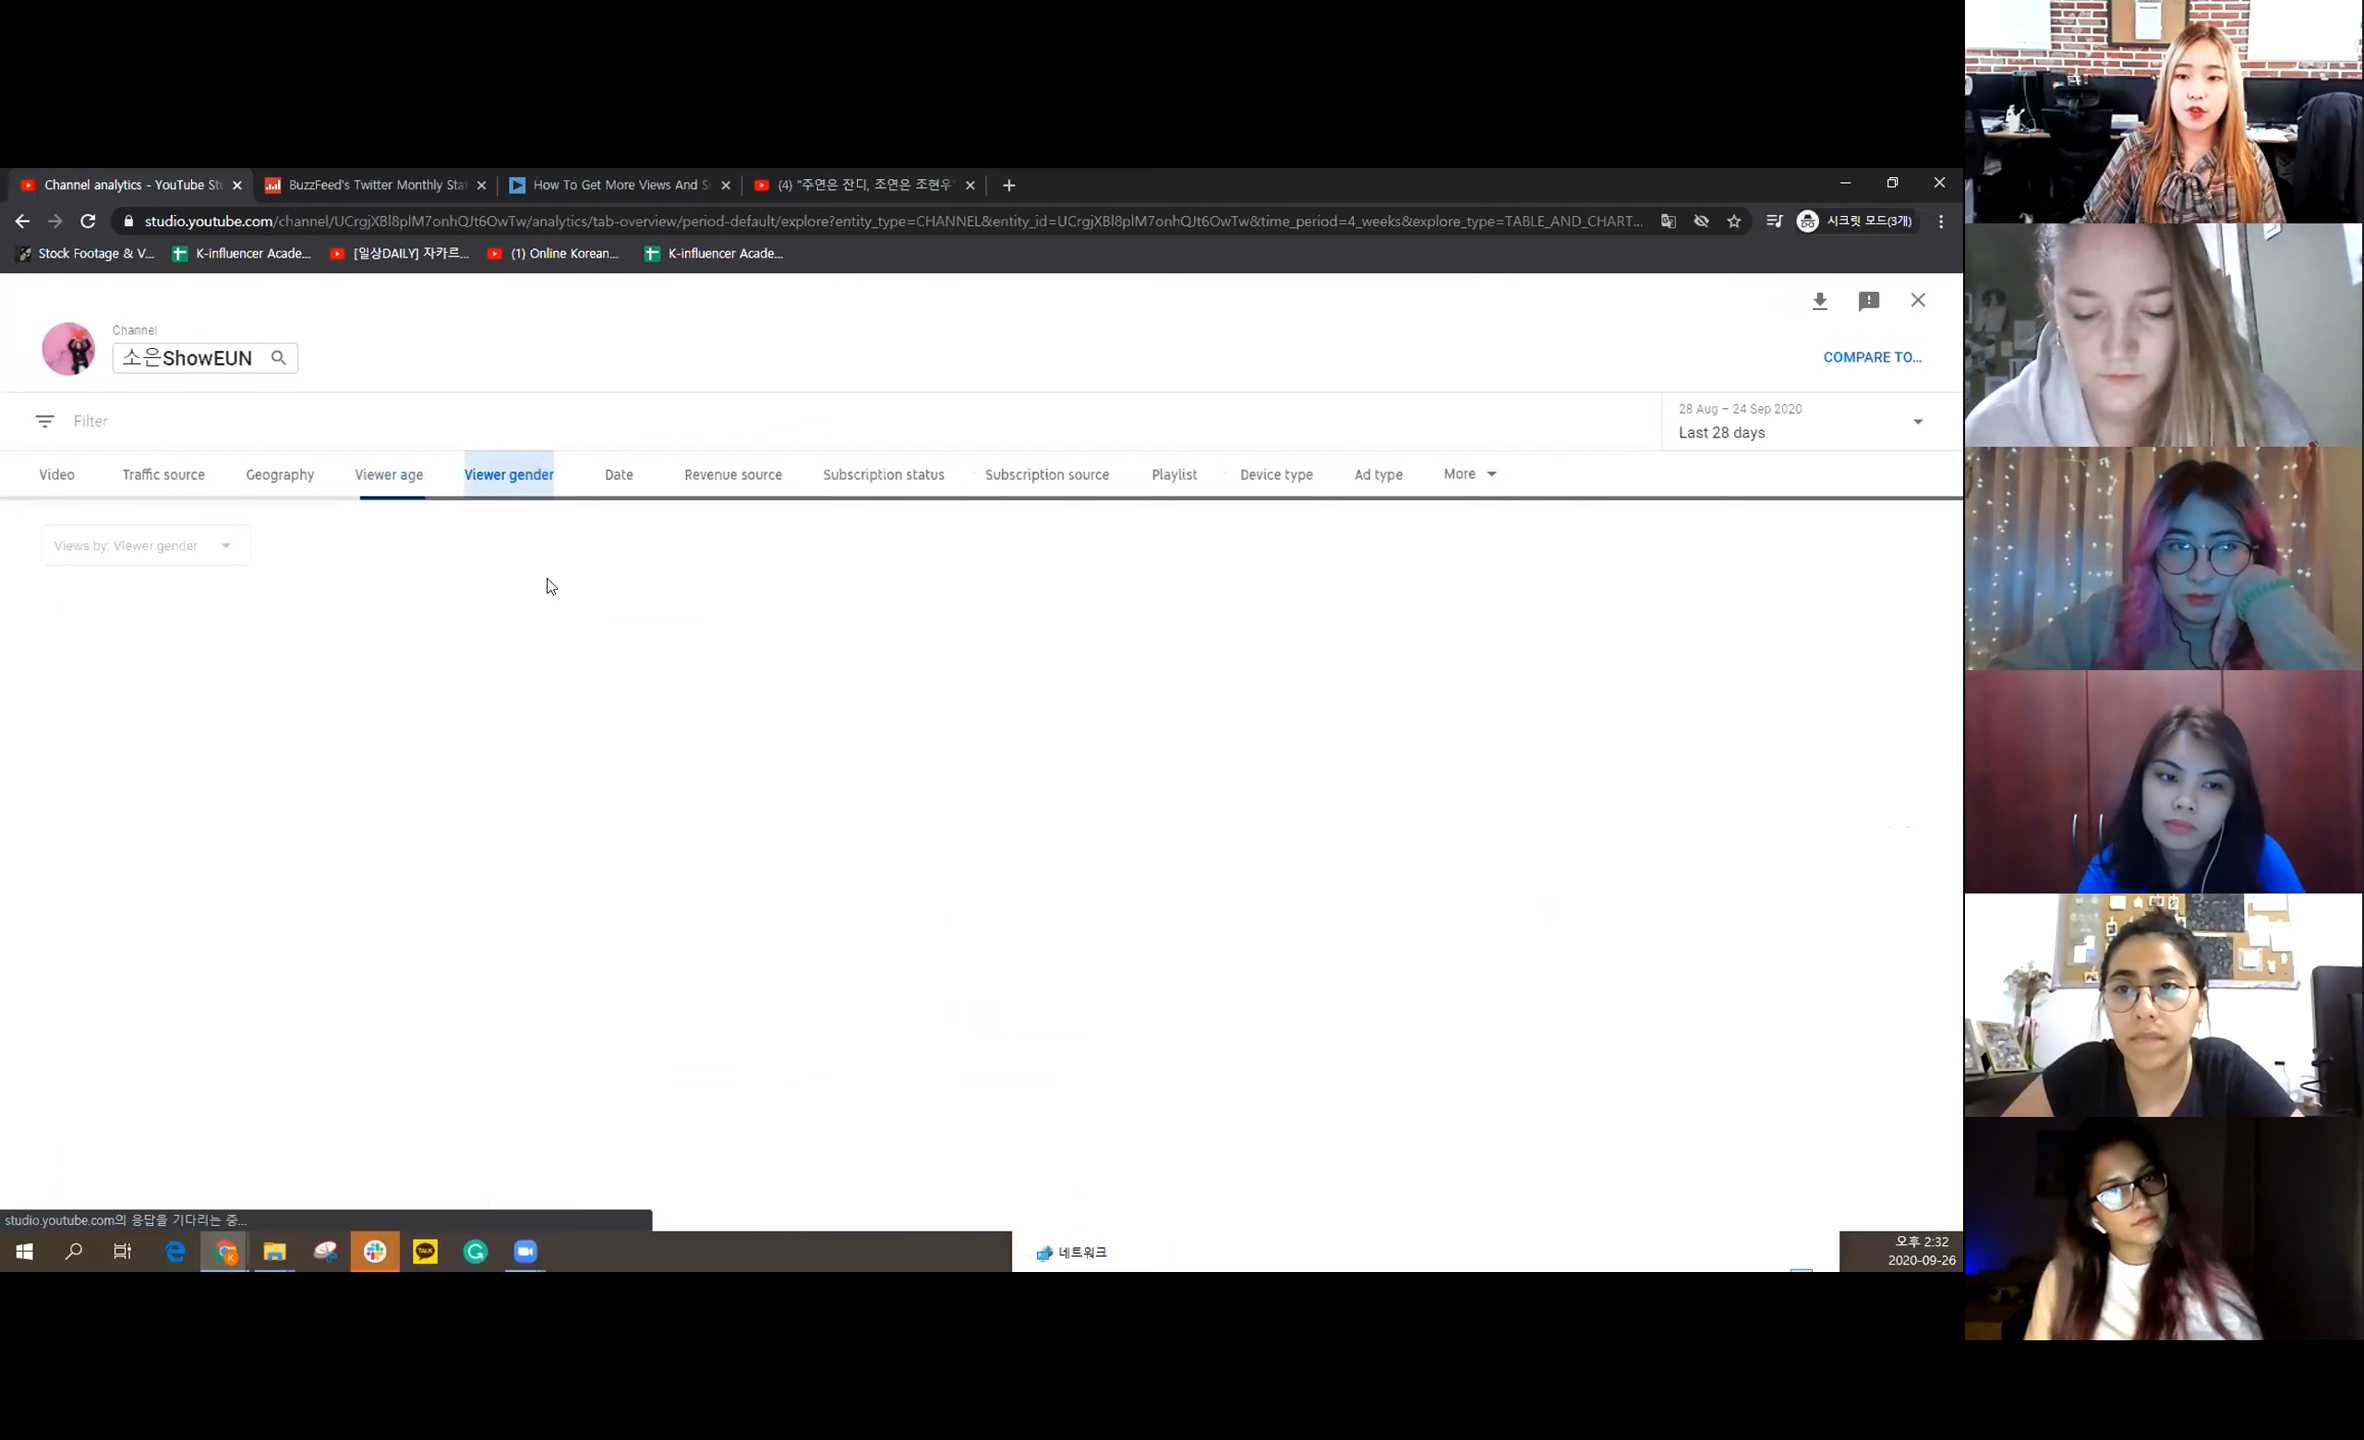 Channel analytics - YouTube St
BuzzFeed's Twitter Monthly Sta
How To Get More Views And S
(4) "주연은 잔디, 조연은 조현우"
studio.youtube.com/channel/UCrgjXBl8plM7onhQJt6OwTw/analytics/tab-overview/period-default/explore?entity_type=CHANNEL&entity_id=UCrgjXBl8plM7onhQJt6OwTw&time_period=4_weeks&explore_type=TABLE_AND_CHART...
시크릿 모드(3개)
Stock Footage & V...
K-influencer Acade...
[일상DAILY] 자카르...
(1) Online Korean...
K-influencer Acade...
Channel
소은ShowEUN
COMPARE TO...
Filter
28 Aug – 24 Sep 2020
Last 28 days
Video Traffic source Geography Viewer age Viewer gender Date Revenue source Subscription status Subscription source Playlist Device type Ad type More
Views by: Viewer gender
studio.youtube.com의 응답을 기다리는 중...
TALK
네트워크
오후 2:32
2020-09-26